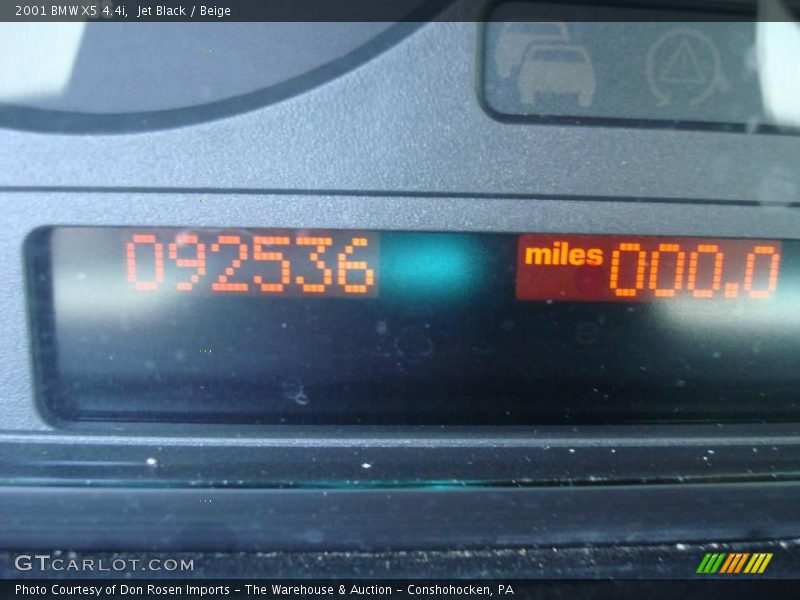 2001 BMW X5 4.4i, Jet Black / Beige
092536 miles 000.0
GTCARLOT.COM
Photo Courtesy of Don Rosen Imports - The Warehouse & Auction - Conshohocken, PA